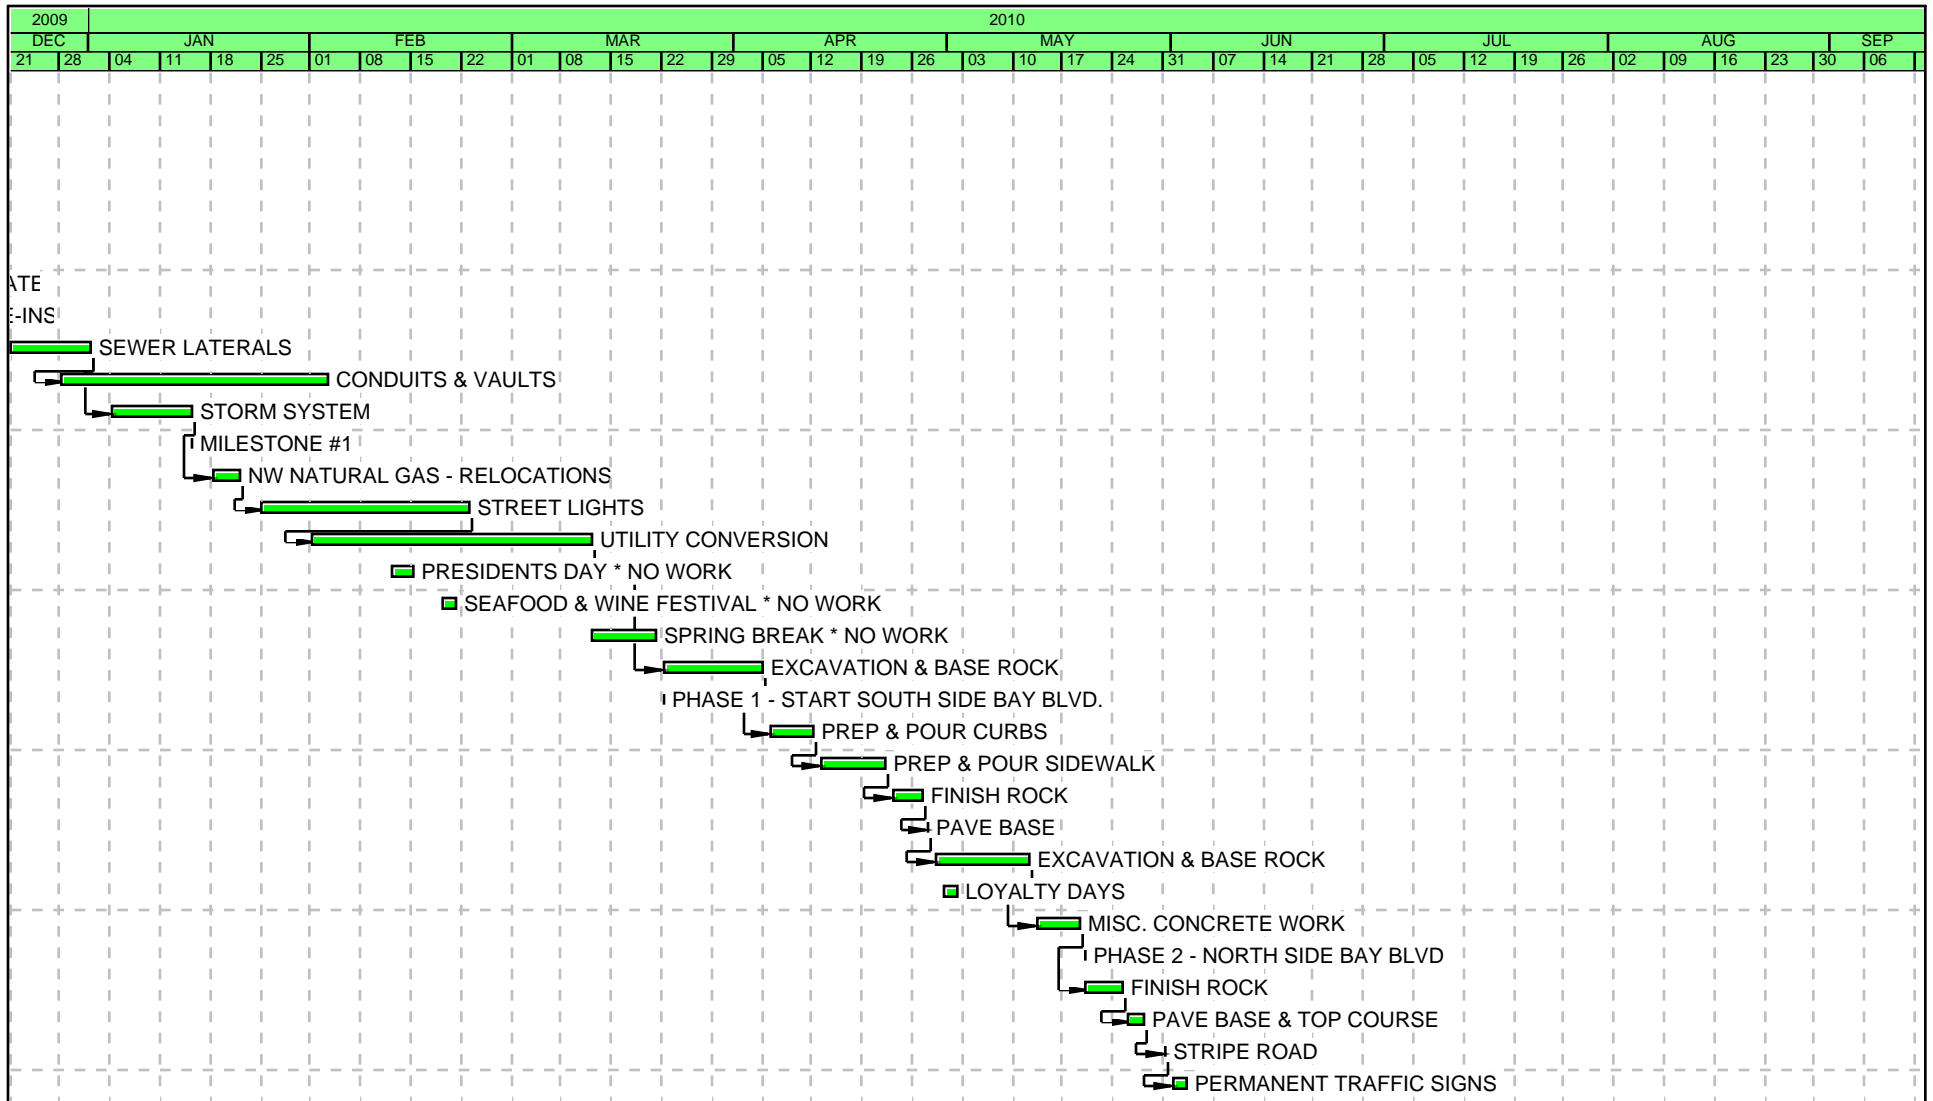 2009 2010
DEC JAN FEB MAR APR MAY JUN JUL AUG SEP
21 28 04 11 18 25 01 08 15 22 01 08 15 22 29 05 12 19 26 03 10 17 24 31 07 14 21 28 05 12 19 26 02 09 16 23 30 06
ATE
E-INS
SEWER LATERALS
CONDUITS & VAULTS
STORM SYSTEM
MILESTONE #1
NW NATURAL GAS - RELOCATIONS
STREET LIGHTS
UTILITY CONVERSION
PRESIDENTS DAY * NO WORK
SEAFOOD & WINE FESTIVAL * NO WORK
SPRING BREAK * NO WORK
EXCAVATION & BASE ROCK
PHASE 1 - START SOUTH SIDE BAY BLVD.
PREP & POUR CURBS
PREP & POUR SIDEWALK
FINISH ROCK
PAVE BASE
EXCAVATION & BASE ROCK
LOYALTY DAYS
MISC. CONCRETE WORK
PHASE 2 - NORTH SIDE BAY BLVD
FINISH ROCK
PAVE BASE & TOP COURSE
STRIPE ROAD
PERMANENT TRAFFIC SIGNS